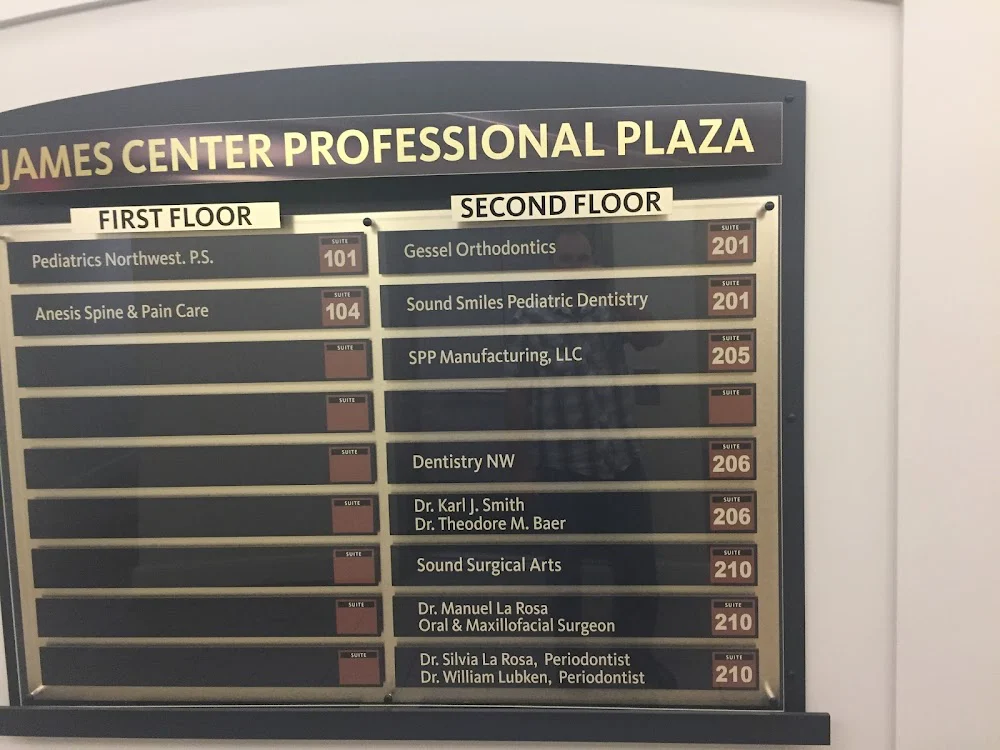 JAMES CENTER PROFESSIONAL PLAZA
FIRST FLOOR
Pediatrics Northwest. P.S.
SUITE
101
Anesis Spine & Pain Care
SUITE
104
SUITE
SUITE
SUITE
SUITE
SUITE
SUITE
SUITE
SECOND FLOOR
Gessel Orthodontics
SUITE
201
Sound Smiles Pediatric Dentistry
SUITE
201
SPP Manufacturing, LLC
SUITE
205
SUITE
Dentistry NW
SUITE
206
Dr. Karl J. Smith
Dr. Theodore M. Baer
SUITE
206
Sound Surgical Arts
SUITE
210
Dr. Manuel La Rosa
Oral & Maxillofacial Surgeon
SUITE
210
Dr. Silvia La Rosa, Periodontist
Dr. William Lubken, Periodontist
SUITE
210